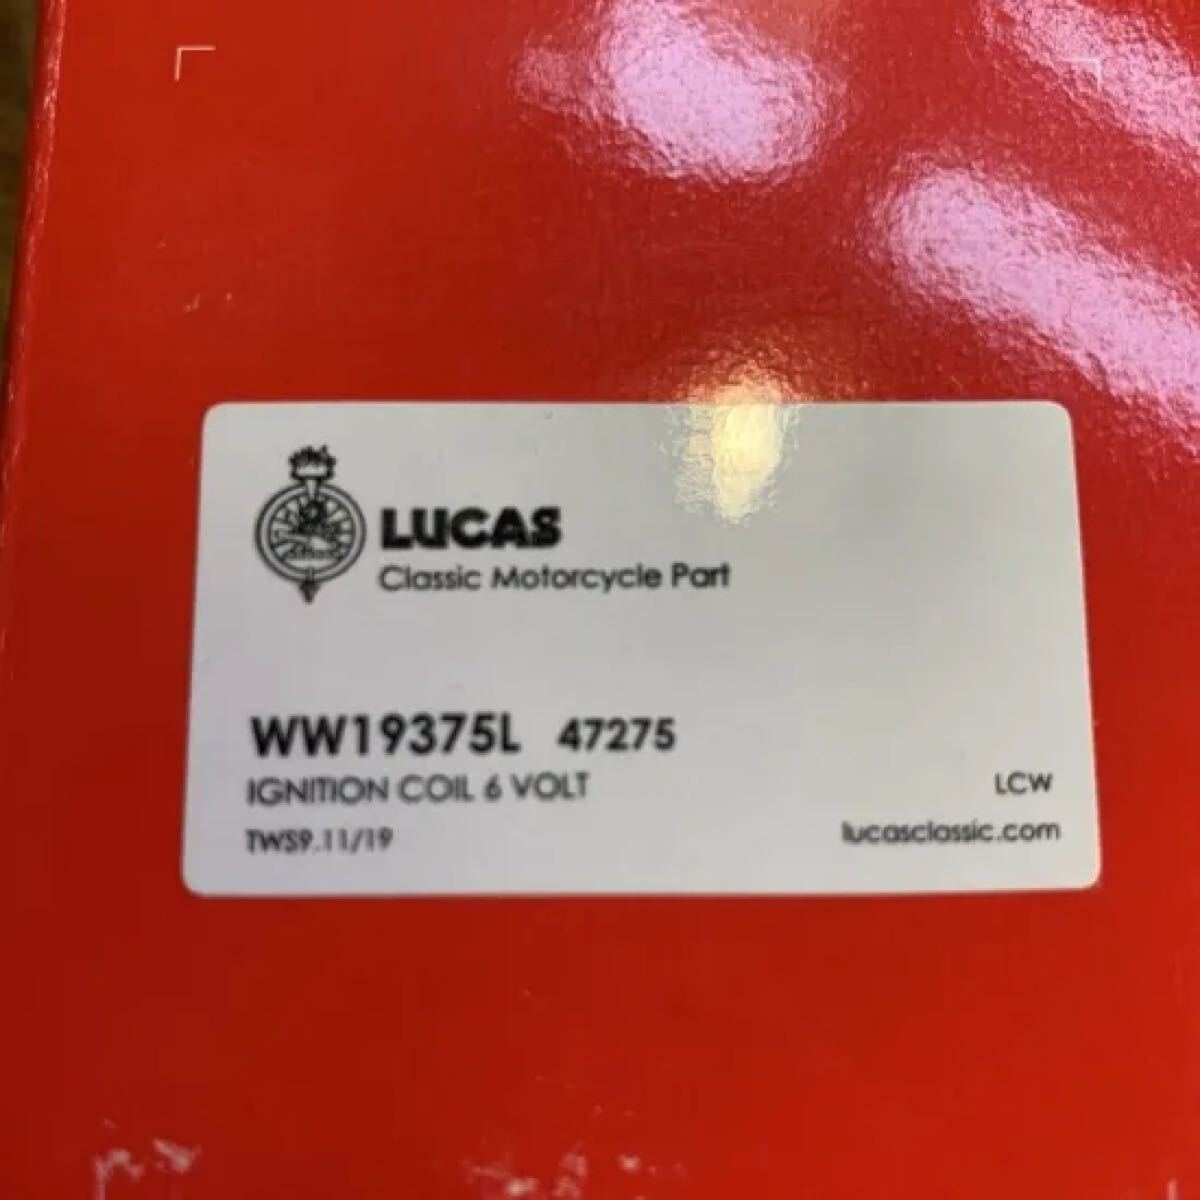 LUCAS
Classic Motorcycle Part
WW19375L 47275
IGNITION COIL 6 VOLT
LCW
TWS9.11/19
lucasclassic.com